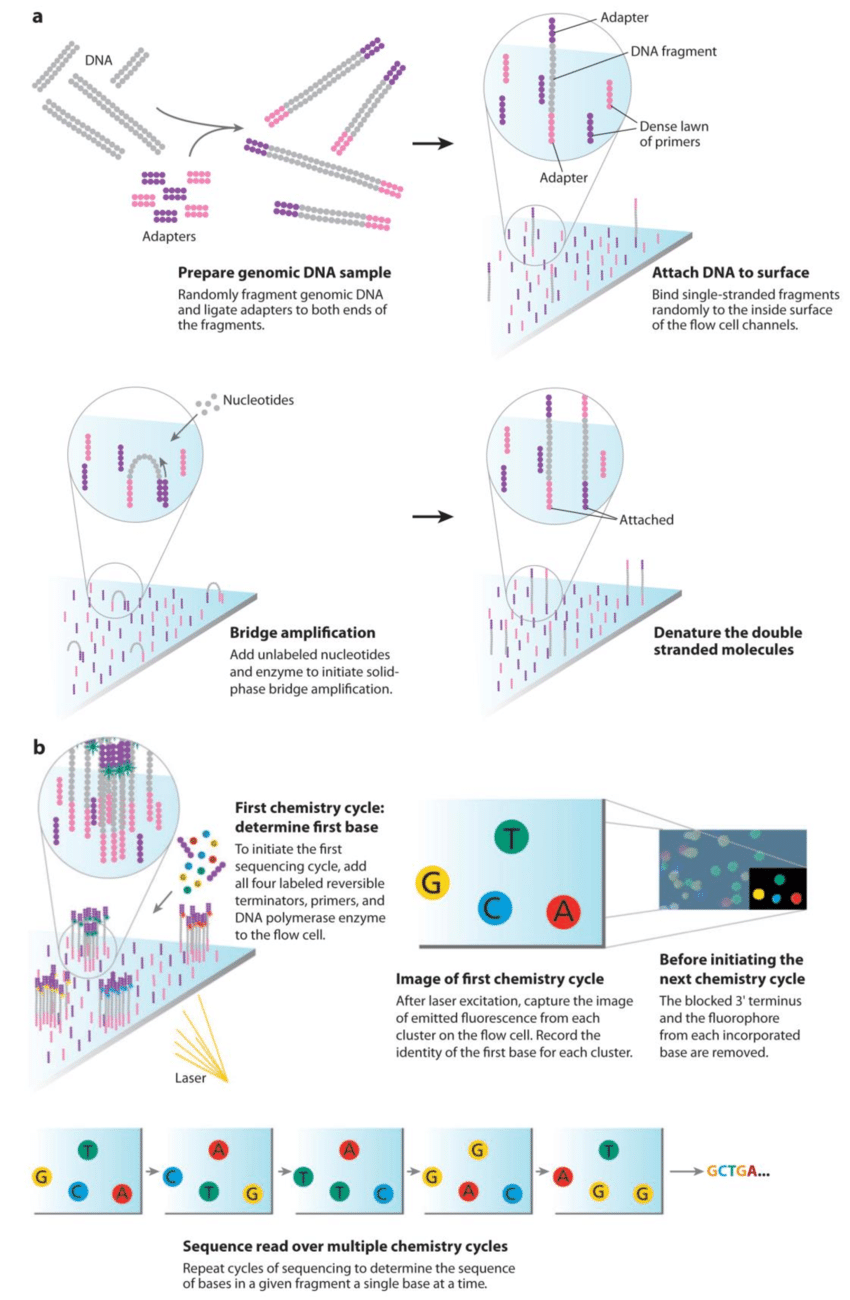 a
DNA
Adapters
Prepare genomic DNA sample
Randomly fragment genomic DNA
and ligate adapters to both ends of
the fragments.
Adapter
DNA fragment
Dense lawn
of primers
Adapter
Attach DNA to surface
Bind single-stranded fragments
randomly to the inside surface
of the flow cell channels.
Nucleotides
Bridge amplification
Add unlabeled nucleotides
and enzyme to initiate solid-
phase bridge amplification.
Attached
Denature the double
stranded molecules
b
First chemistry cycle:
determine first base
To initiate the first
sequencing cycle, add
all four labeled reversible
terminators, primers, and
DNA polymerase enzyme
to the flow cell.
Laser
T
G
C
A
Image of first chemistry cycle
After laser excitation, capture the image
of emitted fluorescence from each
cluster on the flow cell. Record the
identity of the first base for each cluster.
Before initiating the
next chemistry cycle
The blocked 3' terminus
and the fluorophore
from each incorporated
base are removed.
T
G
C
A
A
C
T
G
A
T
T
C
G
G
A
C
T
A
G
G
GCTGA...
Sequence read over multiple chemistry cycles
Repeat cycles of sequencing to determine the sequence
of bases in a given fragment a single base at a time.